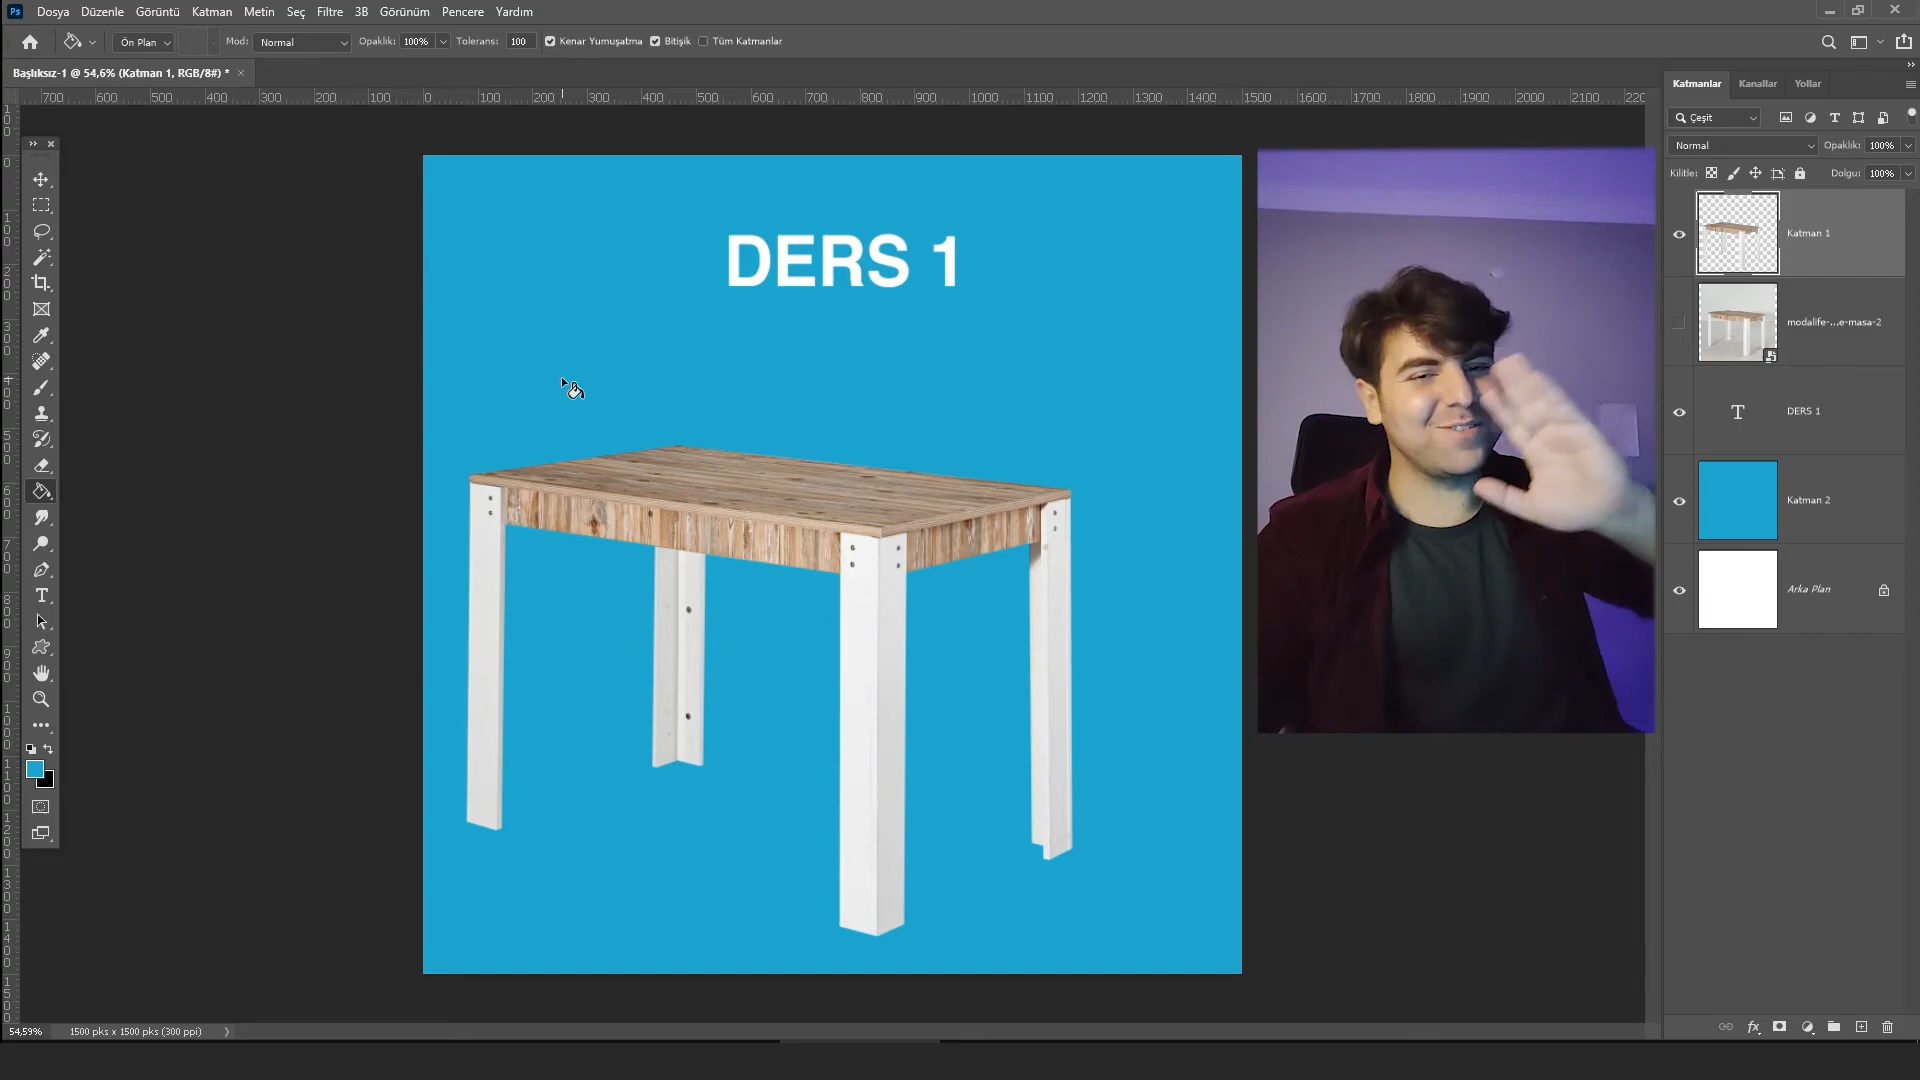 Ps Dosya Düzenle Görüntü Katman Metin Seç Filtre 3B Görünüm Pencere Yardım
Ön Plan Mod: Normal Opaklık: 100% Tolerans: 100 Kenar Yumuşatma Bitişik Tüm Katmanlar
Başlıksız-1 @ 54,6% (Katman 1, RGB/8#) *
700 600 500 400 300 200 100 0 100 200 300 400 500 600 700 800 900 1000 1100 1200 1300 1400 1500 1600 1700 1800 1900 2000 2100 220
Katmanlar Kanallar Yollar
Çeşit
Normal Opaklık: 100%
Kilitle: Dolgu: 100%
Katman 1
modalife-...e-masa-2
DERS 1
Katman 2
Arka Plan
DERS 1
54,59% 1500 pks x 1500 pks (300 ppi)